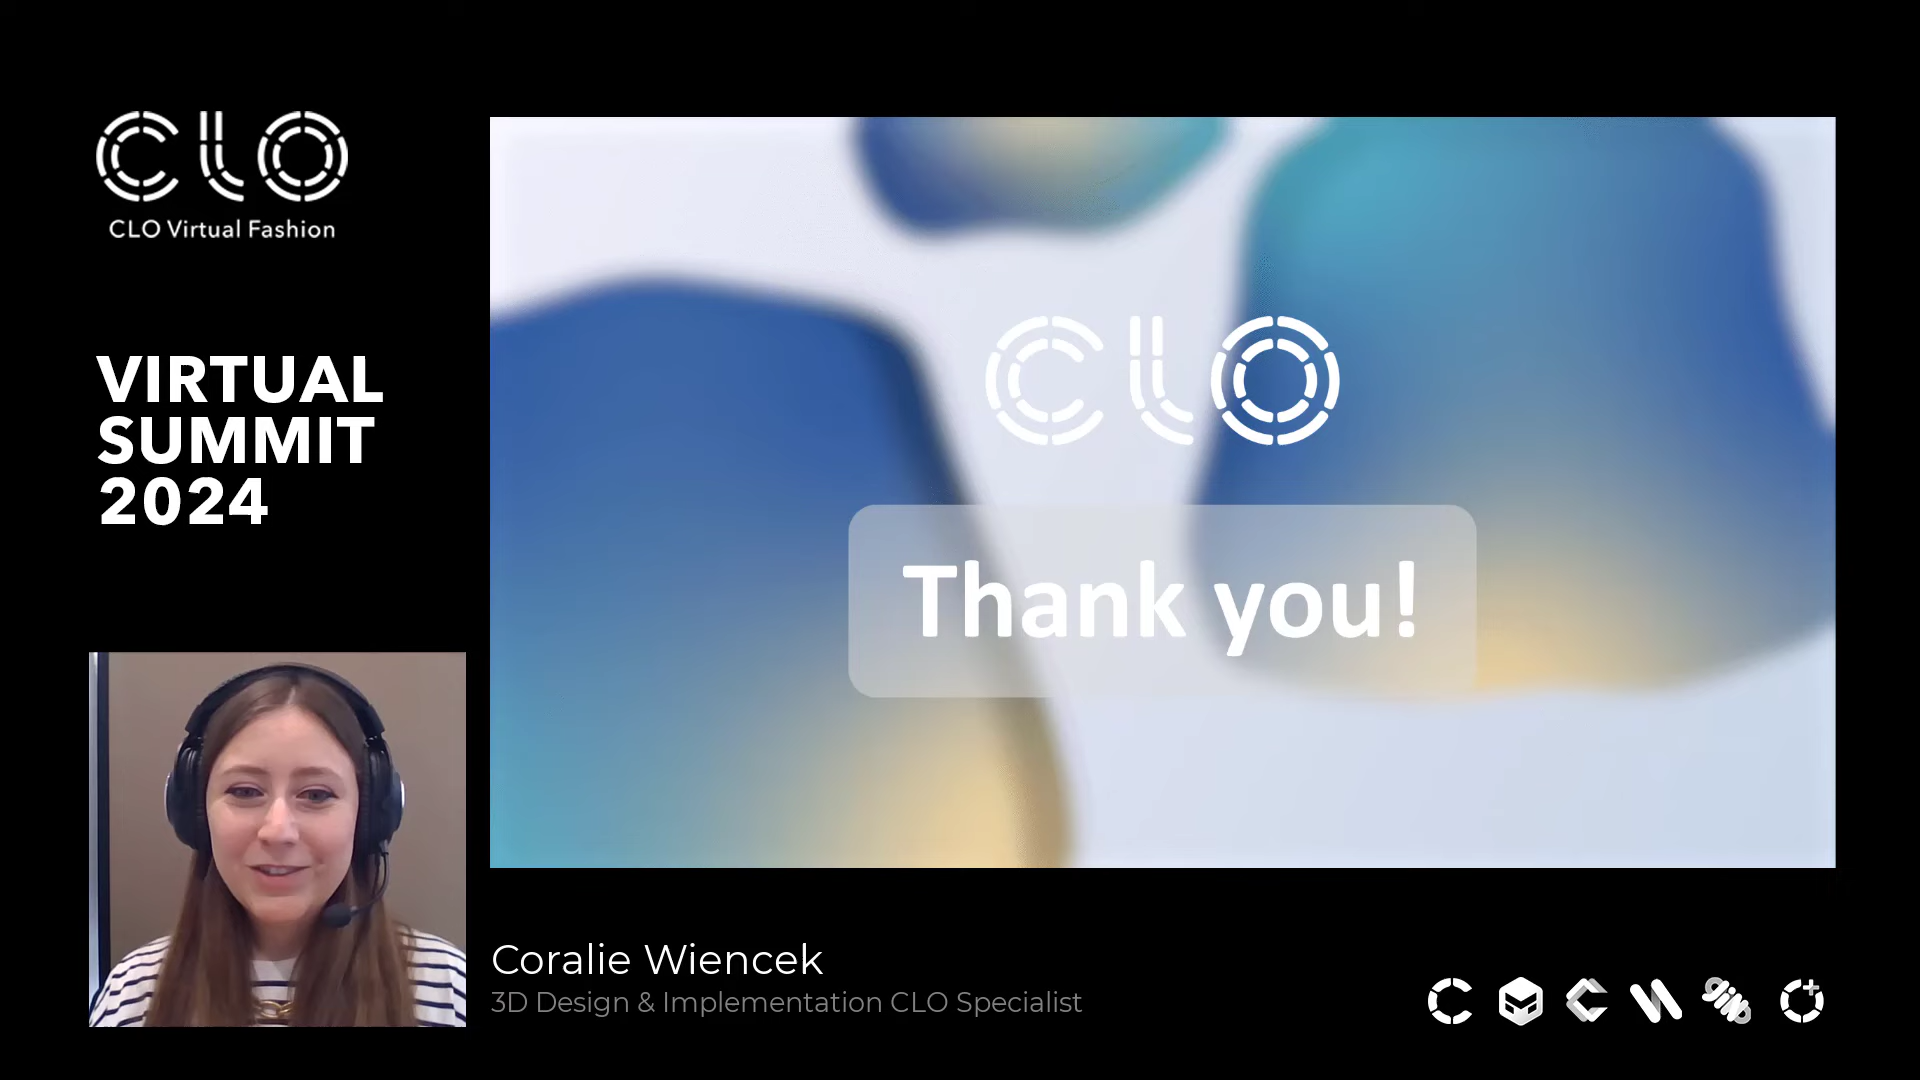 CLO
CLO Virtual Fashion
VIRTUAL
SUMMIT
2024
CLO
Thank you!
Coralie Wiencek
3D Design & Implementation CLO Specialist